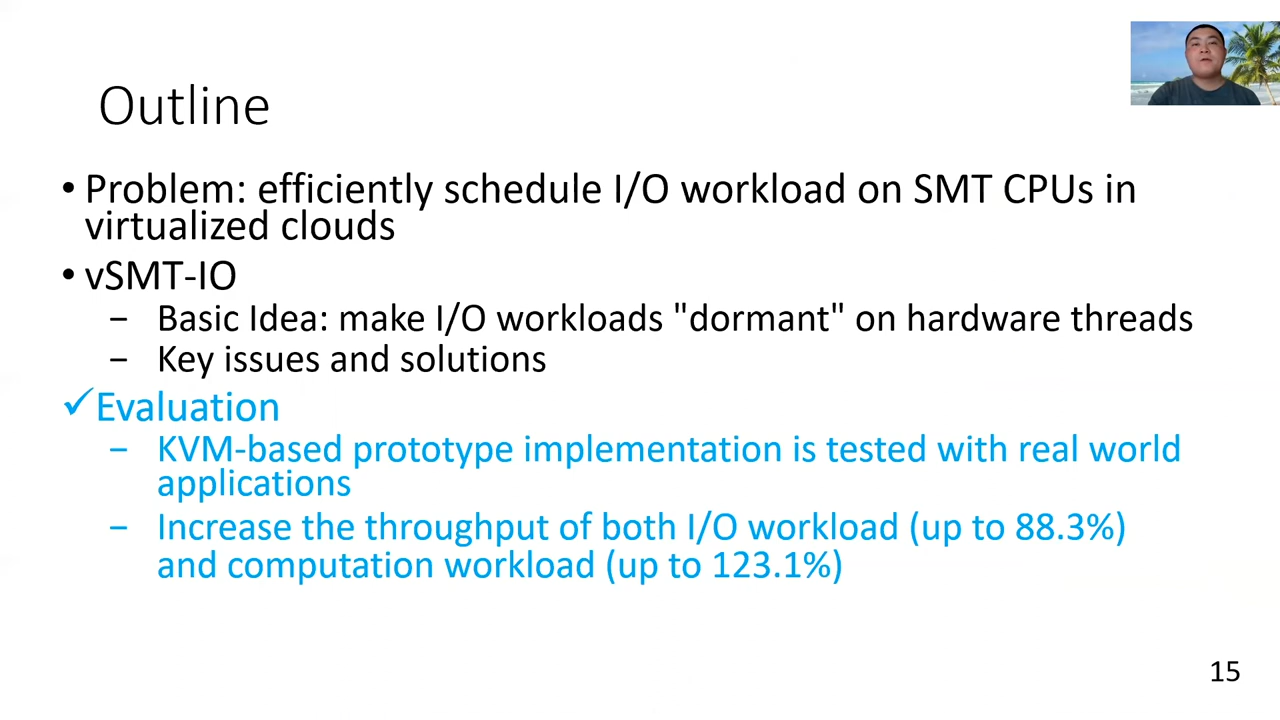 Outline
• Problem: efficiently schedule I/O workload on SMT CPUs in
virtualized clouds
• vSMT-IO
– Basic Idea: make I/O workloads "dormant" on hardware threads
– Key issues and solutions
✓Evaluation
– KVM-based prototype implementation is tested with real world
applications
– Increase the throughput of both I/O workload (up to 88.3%)
and computation workload (up to 123.1%)
15